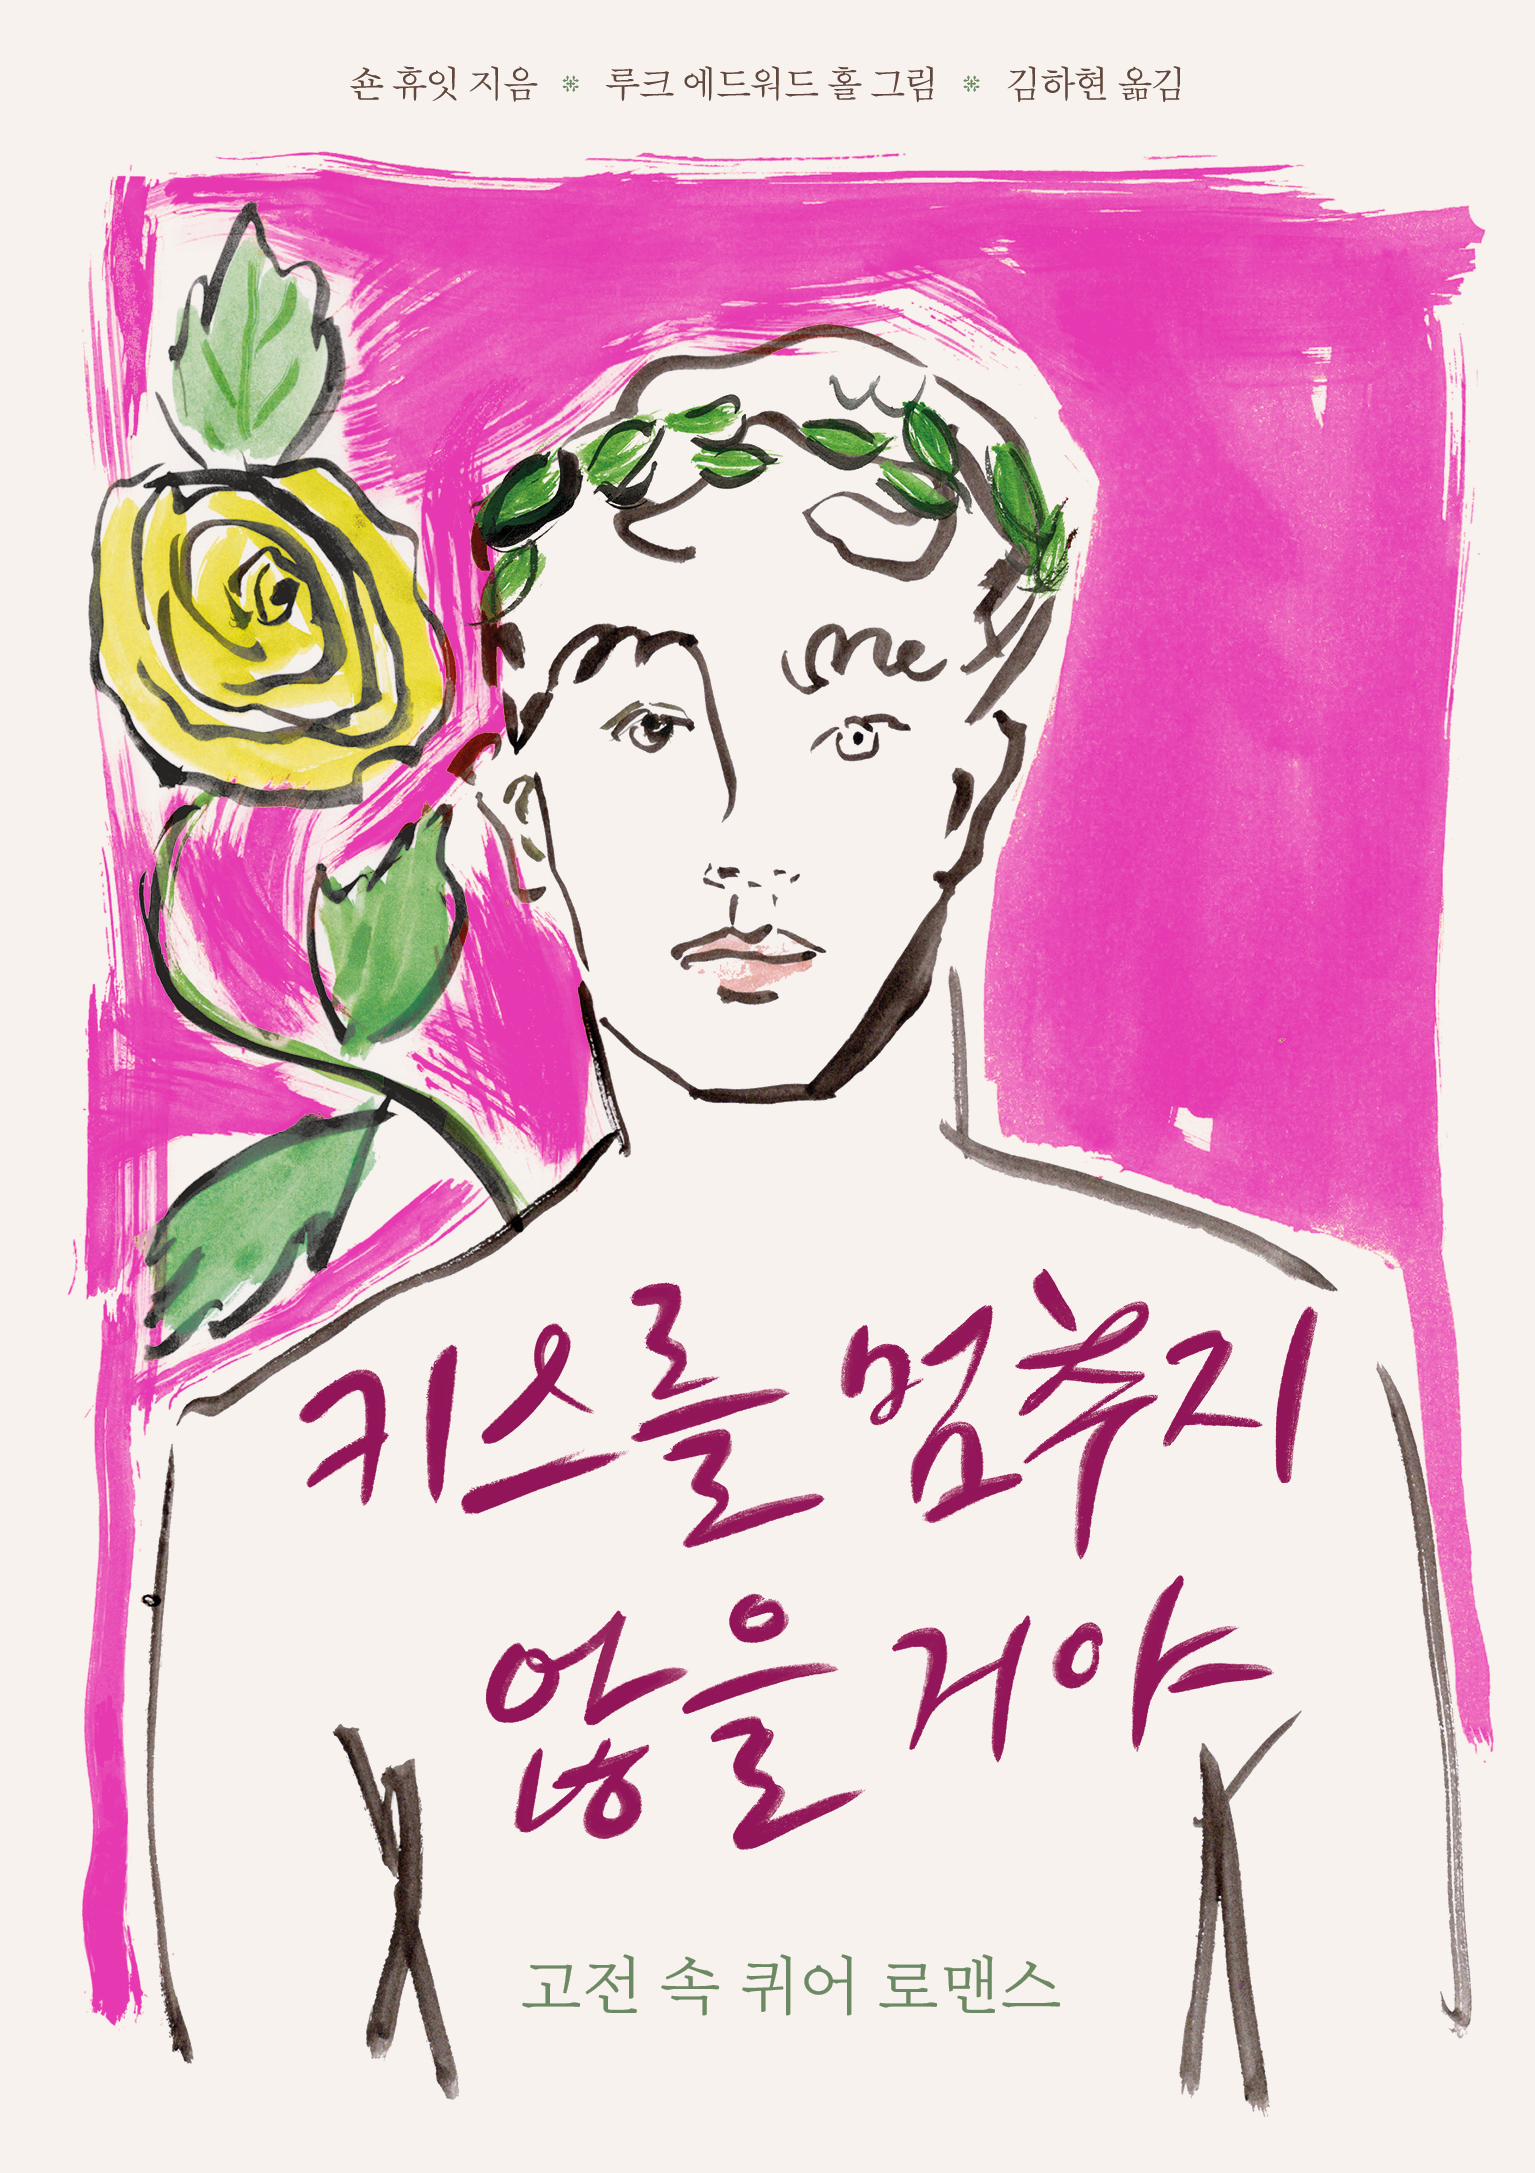 숀 휴잇 지음 ❉ 루크 에드워드 홀 그림 ❉ 김하현 옮김
키스를 멈추지
않을 거야
고전 속 퀴어 로맨스